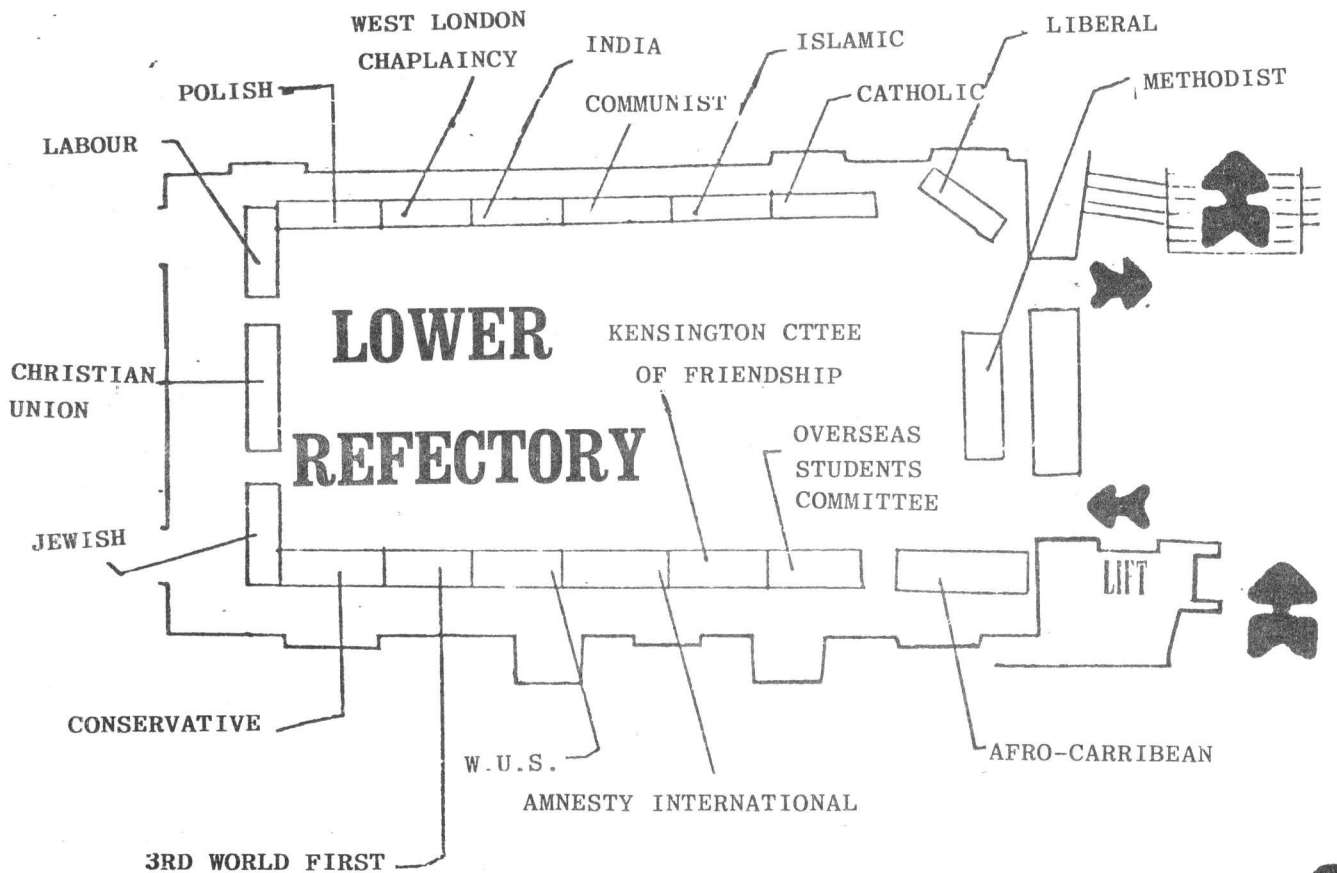 WEST LONDON
CHAPLAINCY
INDIA
ISLAMIC
LIBERAL
POLISH
COMMUNIST
CATHOLIC
METHODIST
LABOUR
LOWER
REFECTORY
KENSINGTON CTTEE
OF FRIENDSHIP
CHRISTIAN
UNION
OVERSEAS
STUDENTS
COMMITTEE
JEWISH
LIFT
CONSERVATIVE
W.U.S.
AFRO-CARRIBEAN
AMNESTY INTERNATIONAL
3RD WORLD FIRST